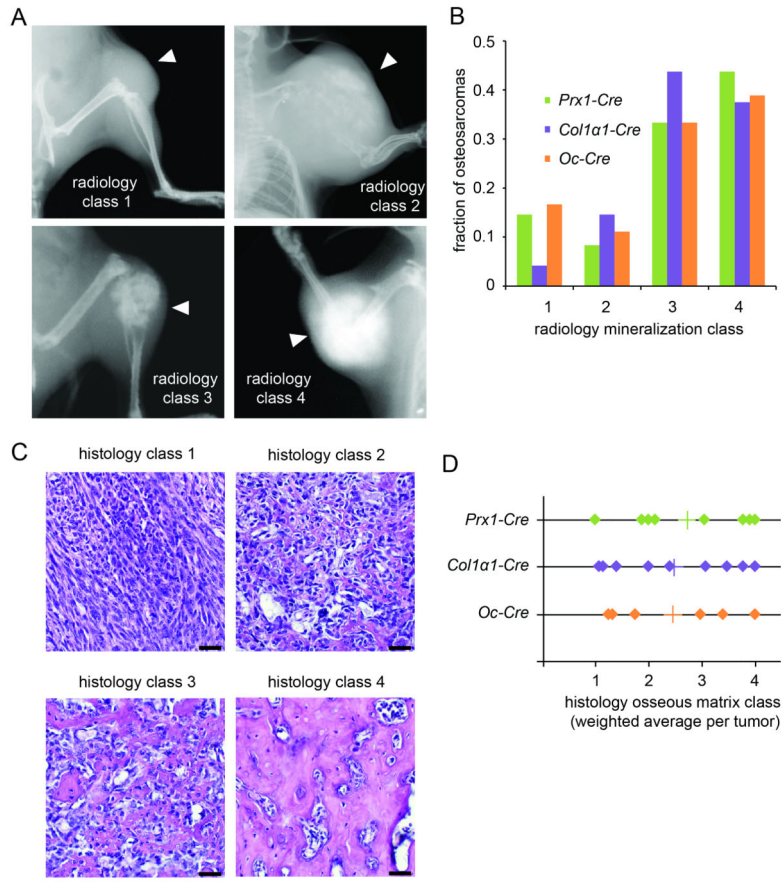 A
radiology
class 1
radiology
class 2
radiology
class 3
radiology
class 4
B
fraction of osteosarcomas
0.5
0.4
0.3
0.2
0.1
0
Prx1-Cre
Col1α1-Cre
Oc-Cre
1 2 3 4
radiology mineralization class
C
histology class 1
histology class 2
histology class 3
histology class 4
D
Prx1-Cre
Col1α1-Cre
Oc-Cre
1 2 3 4
histology osseous matrix class
(weighted average per tumor)